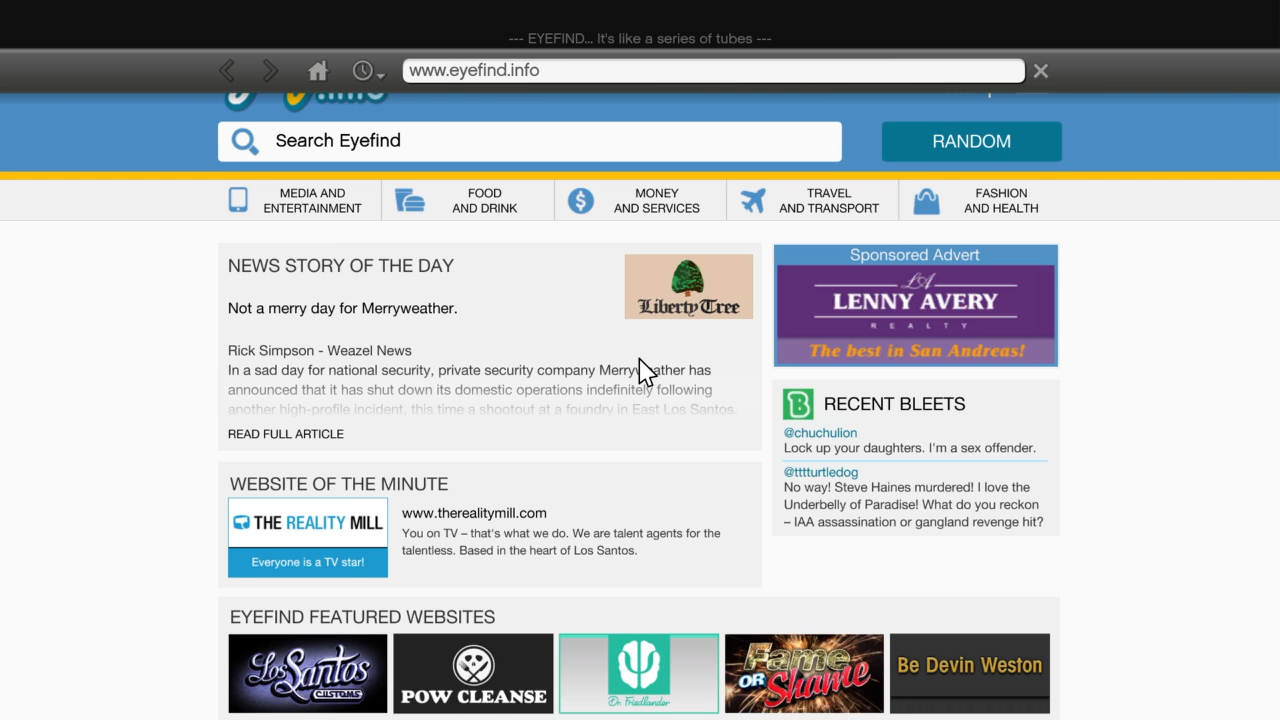 --- EYEFIND... It's like a series of tubes ---
www.eyefind.info
Search Eyefind
RANDOM
MEDIA AND
ENTERTAINMENT
FOOD
AND DRINK
MONEY
AND SERVICES
TRAVEL
AND TRANSPORT
FASHION
AND HEALTH
NEWS STORY OF THE DAY
Liberty Tree
Not a merry day for Merryweather.
Rick Simpson - Weazel News
In a sad day for national security, private security company Merryweather has
announced that it has shut down its domestic operations indefinitely following
another high-profile incident, this time a shootout at a foundry in East Los Santos.
READ FULL ARTICLE
Sponsored Advert
LA
LENNY AVERY
REALTY
The best in San Andreas!
RECENT BLEETS
@chuchulion
Lock up your daughters. I'm a sex offender.
@tttturtledog
No way! Steve Haines murdered! I love the
Underbelly of Paradise! What do you reckon
– IAA assassination or gangland revenge hit?
WEBSITE OF THE MINUTE
THE REALITY MILL
Everyone is a TV star!
www.therealitymill.com
You on TV – that's what we do. We are talent agents for the
talentless. Based in the heart of Los Santos.
EYEFIND FEATURED WEBSITES
Los Santos
CUSTOMS
POW CLEANSE
Dr. Friedlander
Fame
OR Shame
Be Devin Weston